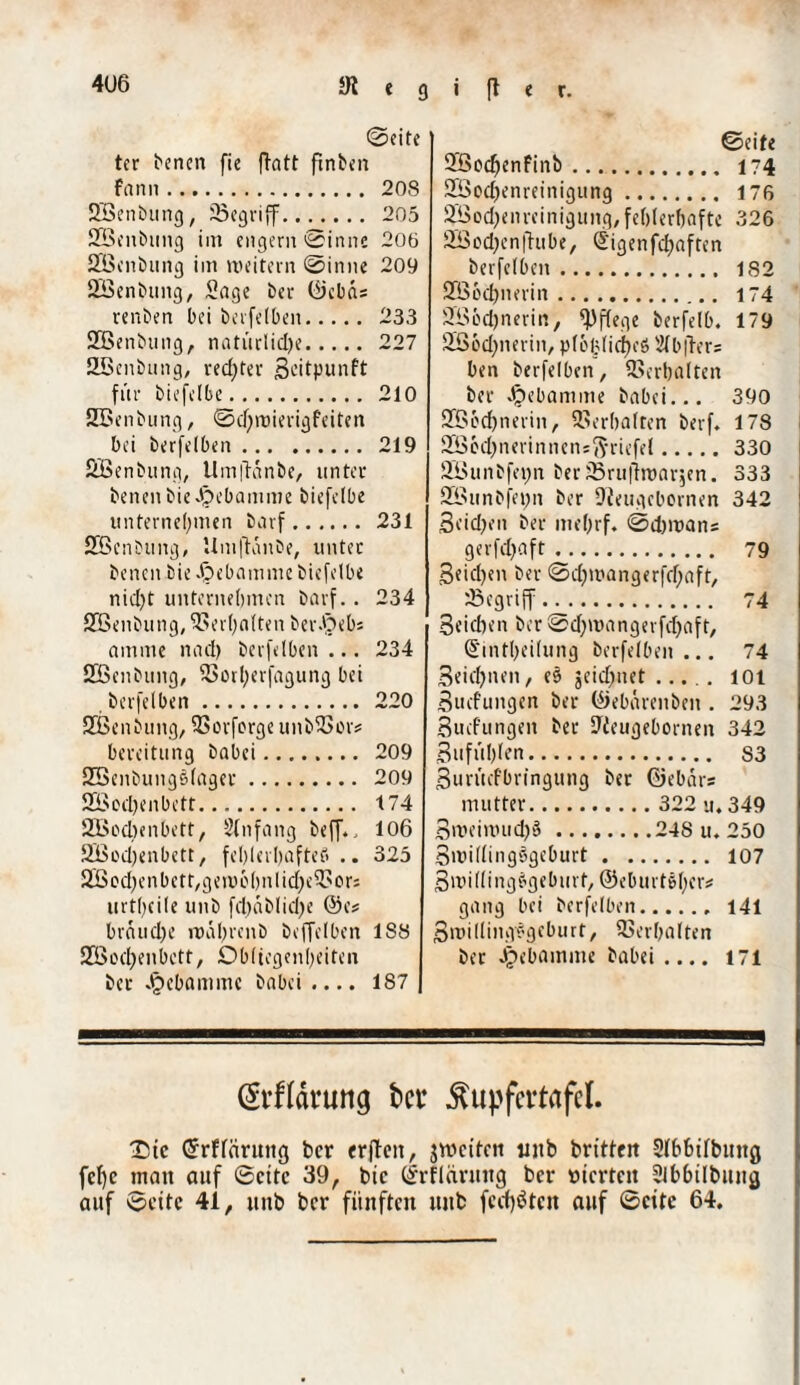 406
Register.
Seite
ter denen sie statt finden
kann ................ 208
Wendung, Begriff........ 205
Wendung im engern Sinne 206
Wendung im weitern Sinne 209
Wendung, Lage der Gebä-
renden bei derselben..... 233
Wendung, natürliche...... 227
Wendung, rechter Zeitpunkt
für dieselbe............. 210
Wendung, Schwierigkeiten
bei derselben ... ....... 219
Wendung, Umstände, unter
denen die Hebamme dieselbe
unternehmen darf...... 231
Wendung, Umstände, unter
denen die Hebamme dieselbe
nicht unternehmen darf.. 234
Wendung, Verhalten der Heb-
amme nach derselben ... 234
Wendung, Vorhersagung bei
derselben .............. 220
Wendung, Vorsorge und Vor-
bereitung dabei......... 209
Wendungslager .......... 209
Wochenbett.............. 174
Wochenbett, Anfang dess.. 106
Wochenbett, fehlerhaftes .. 325
Wochenbett, gewöhnliche Vor-
urtheile und schädliche Ge-
bräuche während desselben 188
Wochenbett, Obliegenheiten
der Hebamme dabei .... 187
Seite
Wochenkind ............. 174
Wochenreinigung ......... 176
Wochenreinigung, fehlerhafte 326
Wochenstube, Eigenschaften
derselben .............. 182
Wöchnerin .............. 174
Wöchnerin, Pflege derselb. 179
Wöchnerin, plötzliches Abster-
ben derselben, Verhalten
der Hebamme dabei... 390
Wöchnerin, Verhalten ders. 178
Wöchnerinnen-Friesel ..... 330
Wundseyn der Brustwarzen. 333
Wundseyn der Neugebornen 342
Zeichen der mehrf. Schwan-
gerschaft ............... 79
Zeichen der Schwangerschaft,
Begriff................. 74
Zeichen der Schwangerschaft,
Eintheilung derselben ... 74
Zeichnen, es zeichnet ...... 101
Zuckungen der Gebärenden . 293
Zuckungen der Neugebornen 342
Zufühlen................ 83
Zurückbringung der Gebär-
mutter........... 322 u. 349
Zweiwuchs .........248 u. 250
Zwillingsgeburt ......... 107
Zwillingsgeburt, Geburtsher-
gang bei derselben....... 141
Zwillingsgeburt, Verhalten
der Hebamme dabei .... 171
Erklärung der Kupfertafel.
Die Erklärung der ersten, zweiten und dritten Abbildung
sehe man auf Seite 39, die Erklärung der vierten Abbildung
auf Seite 41, und der fünften und sechsten auf Seite 64.